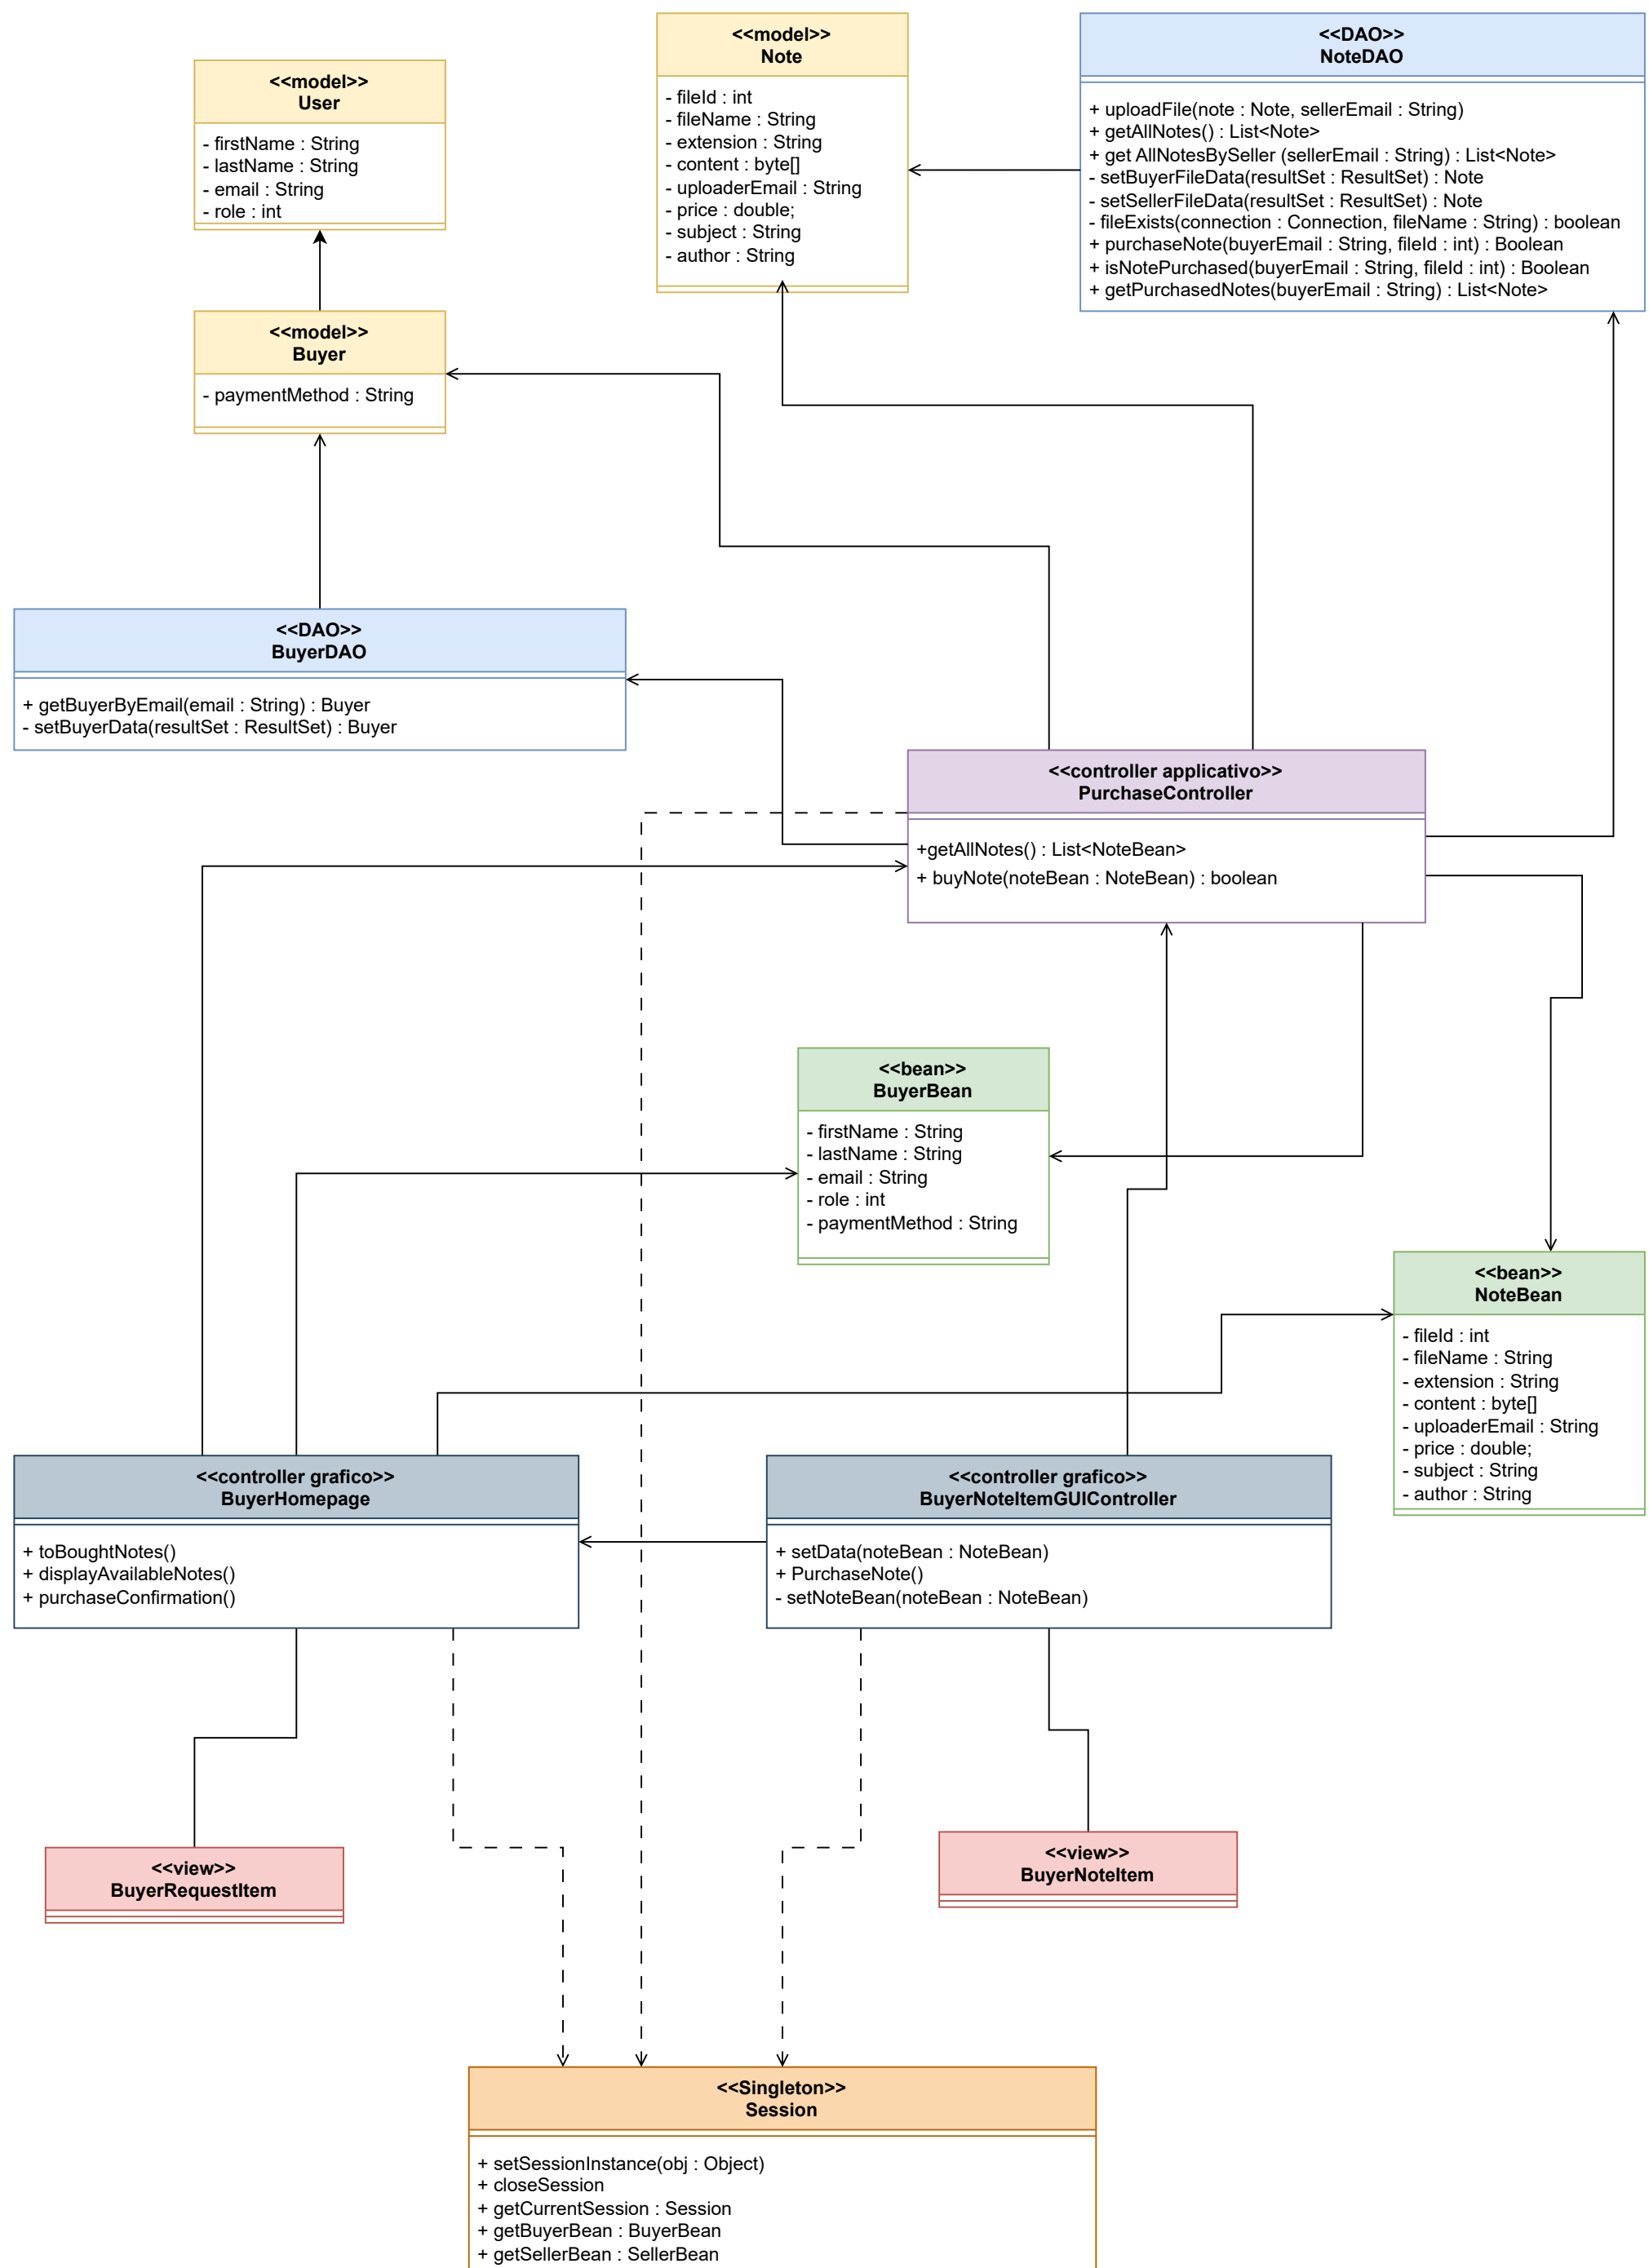 <<model>>
User
- firstName : String
- lastName : String
- email : String
- role : int
<<model>>
Note
- fileId : int
- fileName : String
- extension : String
- content : byte[]
- uploaderEmail : String
- price : double;
- subject : String
- author : String
<<DAO>>
NoteDAO
+ uploadFile(note : Note, sellerEmail : String)
+ getAllNotes() : List<Note>
+ get AllNotesBySeller (sellerEmail : String) : List<Note>
- setBuyerFileData(resultSet : ResultSet) : Note
- setSellerFileData(resultSet : ResultSet) : Note
- fileExists(connection : Connection, fileName : String) : boolean
+ purchaseNote(buyerEmail : String, fileId : int) : Boolean
+ isNotePurchased(buyerEmail : String, fileId : int) : Boolean
+ getPurchasedNotes(buyerEmail : String) : List<Note>
<<model>>
Buyer
- paymentMethod : String
<<DAO>>
BuyerDAO
+ getBuyerByEmail(email : String) : Buyer
- setBuyerData(resultSet : ResultSet) : Buyer
<<controller applicativo>>
PurchaseController
+getAllNotes() : List<NoteBean>
+ buyNote(noteBean : NoteBean) : boolean
<<bean>>
BuyerBean
- firstName : String
- lastName : String
- email : String
- role : int
- paymentMethod : String
<<bean>>
NoteBean
- fileId : int
- fileName : String
- extension : String
- content : byte[]
- uploaderEmail : String
- price : double;
- subject : String
- author : String
<<controller grafico>>
BuyerHomepage
+ toBoughtNotes()
+ displayAvailableNotes()
+ purchaseConfirmation()
<<controller grafico>>
BuyerNoteItemGUIController
+ setData(noteBean : NoteBean)
+ PurchaseNote()
- setNoteBean(noteBean : NoteBean)
<<view>>
BuyerRequestItem
<<view>>
BuyerNoteItem
<<Singleton>>
Session
+ setSessionInstance(obj : Object)
+ closeSession
+ getCurrentSession : Session
+ getBuyerBean : BuyerBean
+ getSellerBean : SellerBean